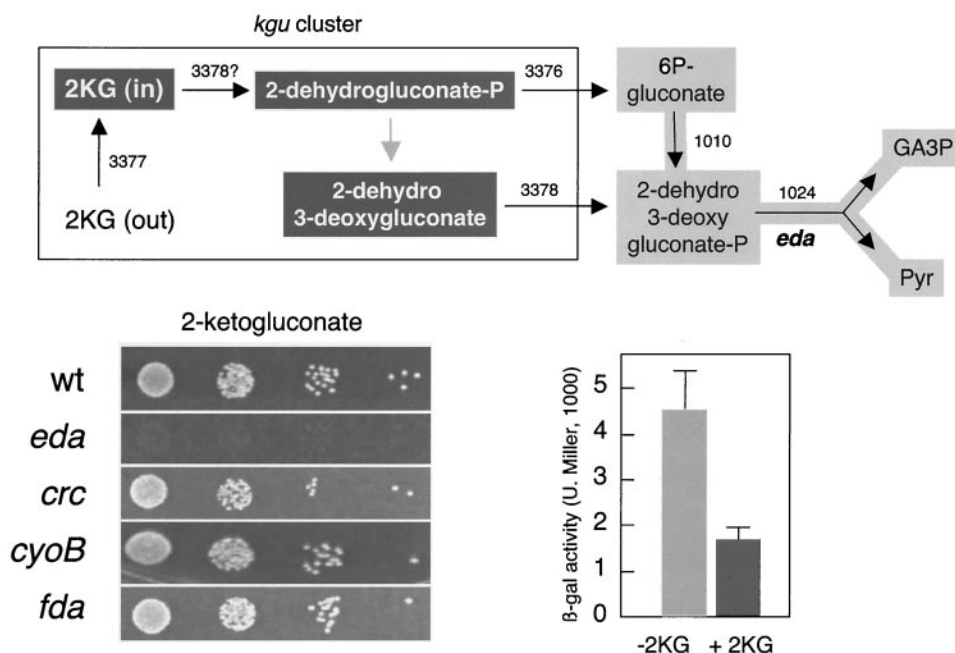 kgu cluster
2KG (in)
3378?
2-dehydrogluconate-P
3376
6P-
gluconate
3377
1010
GA3P
2KG (out)
2-dehydro
3-deoxygluconate
3378
2-dehydro
3-deoxy
gluconate-P
1024
eda
Pyr
2-ketogluconate
wt
eda
crc
cyoB
fda
β-gal activity (U. Miller, 1000)
5
4
3
2
1
0
-2KG
+ 2KG